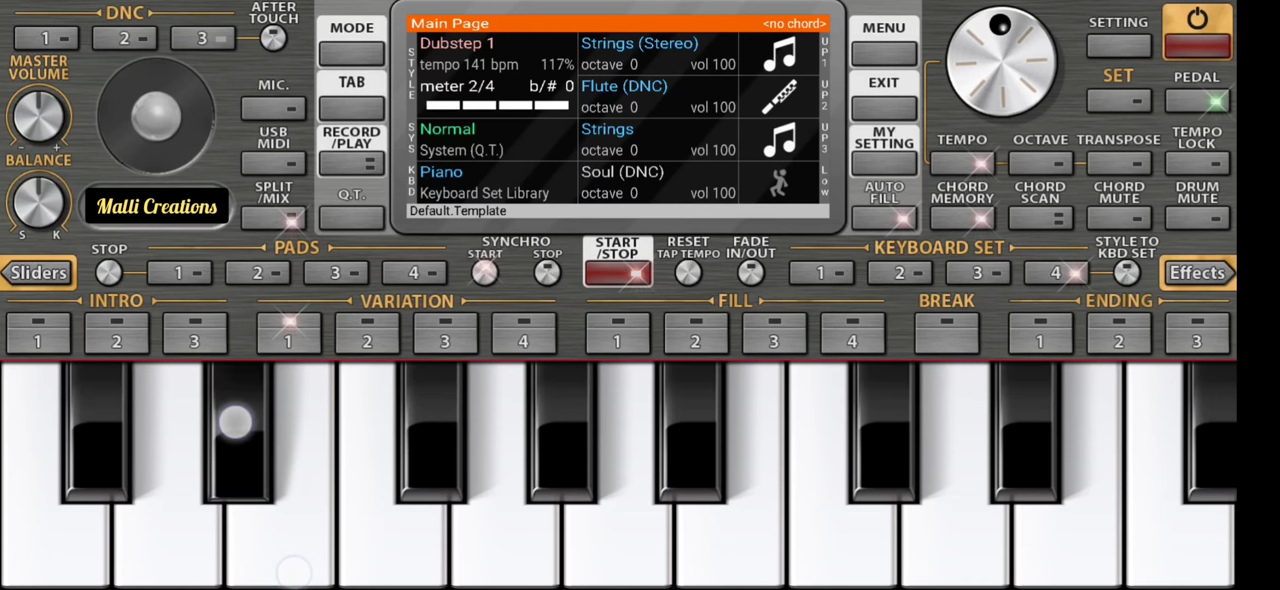 DNC
1 2 3
AFTER
TOUCH
MASTER
VOLUME
- +
BALANCE
S K
Malli Creations
MIC.
USB
MIDI
SPLIT
/MIX
MODE
TAB
RECORD
/PLAY
Q.T.
Main Page <no chord>
STYLE
Dubstep 1
tempo 141 bpm 117%
meter 2/4 b/# 0
SYS
Normal
System (Q.T.)
KBD
Piano
Keyboard Set Library
Strings (Stereo)
octave 0 vol 100
UP1
Flute (DNC)
octave 0 vol 100
UP2
Strings
octave 0 vol 100
UP3
Soul (DNC)
octave 0 vol 100
Low
Default.Template
MENU
EXIT
MY
SETTING
AUTO
FILL
SETTING
SET
PEDAL
TEMPO
OCTAVE
TRANSPOSE
TEMPO
LOCK
CHORD
MEMORY
CHORD
SCAN
CHORD
MUTE
DRUM
MUTE
Sliders
STOP
PADS
1 2 3 4
SYNCHRO
START STOP
START
/STOP
RESET
TAP TEMPO
FADE
IN/OUT
KEYBOARD SET
1 2 3 4
STYLE TO
KBD SET
Effects
INTRO
1 2 3
VARIATION
1 2 3 4
FILL
1 2 3 4
BREAK
ENDING
1 2 3